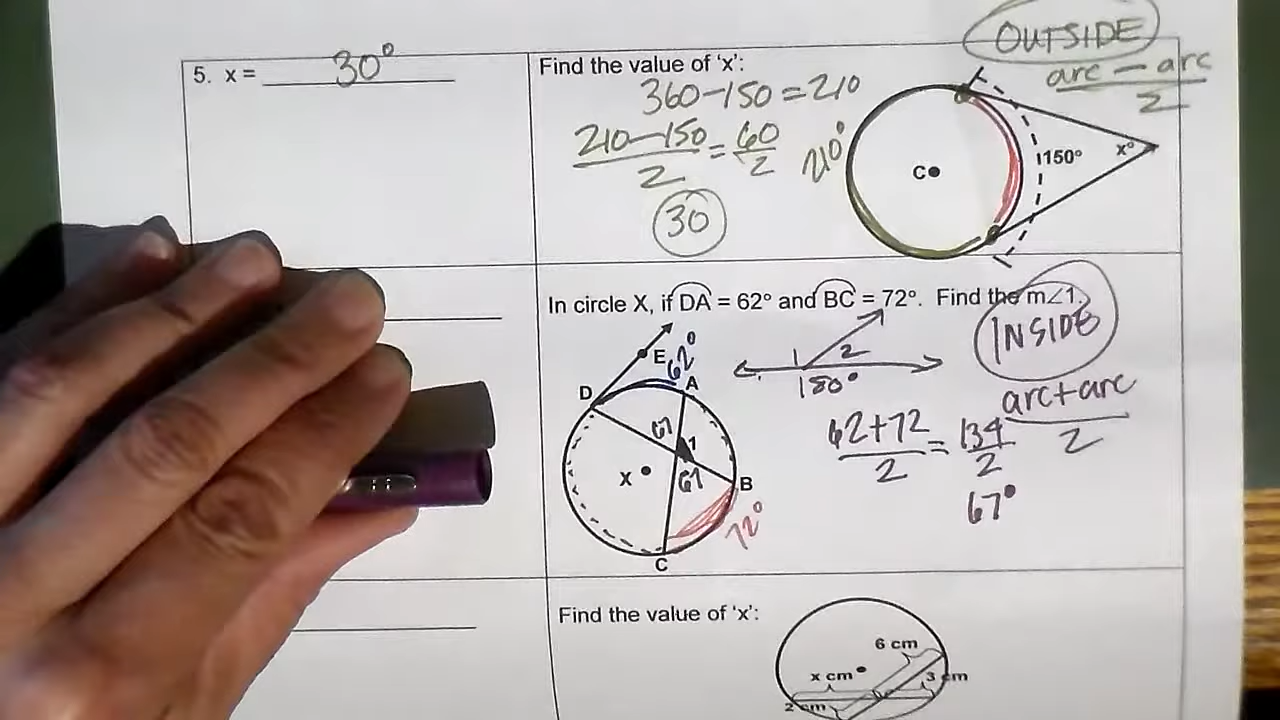 OUTSIDE
arc - arc
2
5. x = 30°
Find the value of 'x':
360-150 = 210
210-150 = 60
2 2
30
210°
C
150°
x°
In circle X, if DA = 62° and BC = 72°. Find the m∠1.
INSIDE
arc+arc
2
1 2
180°
62+72 = 134
2 2
67°
E
62°
D
A
67
1
X
67
B
72°
C
Find the value of 'x':
6 cm
x cm
3 cm
2 cm